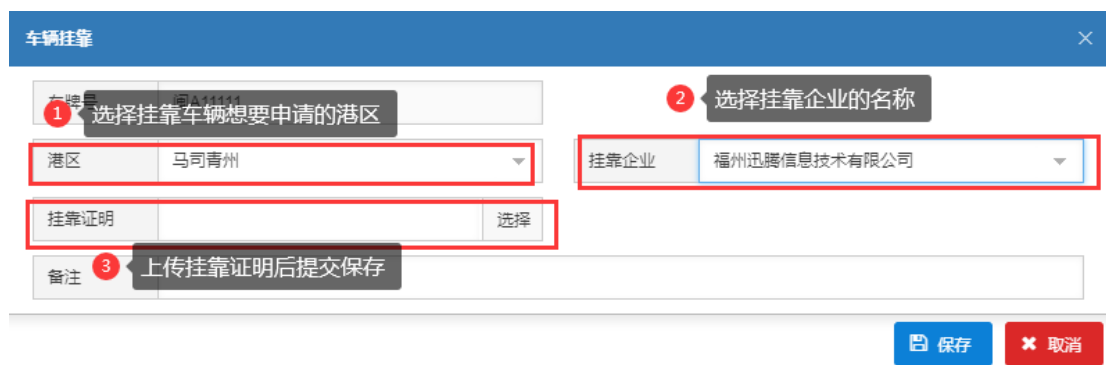 车辆挂靠
车牌号 闽A11111
1 选择挂靠车辆想要申请的港区
2 选择挂靠企业的名称
港区 马司青州 挂靠企业 福州迅腾信息技术有限公司
挂靠证明 选择
3 上传挂靠证明后提交保存
备注
保存 取消